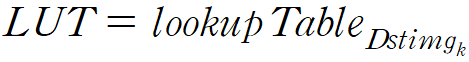 LUT = lookup Table_{Dstimg_k}